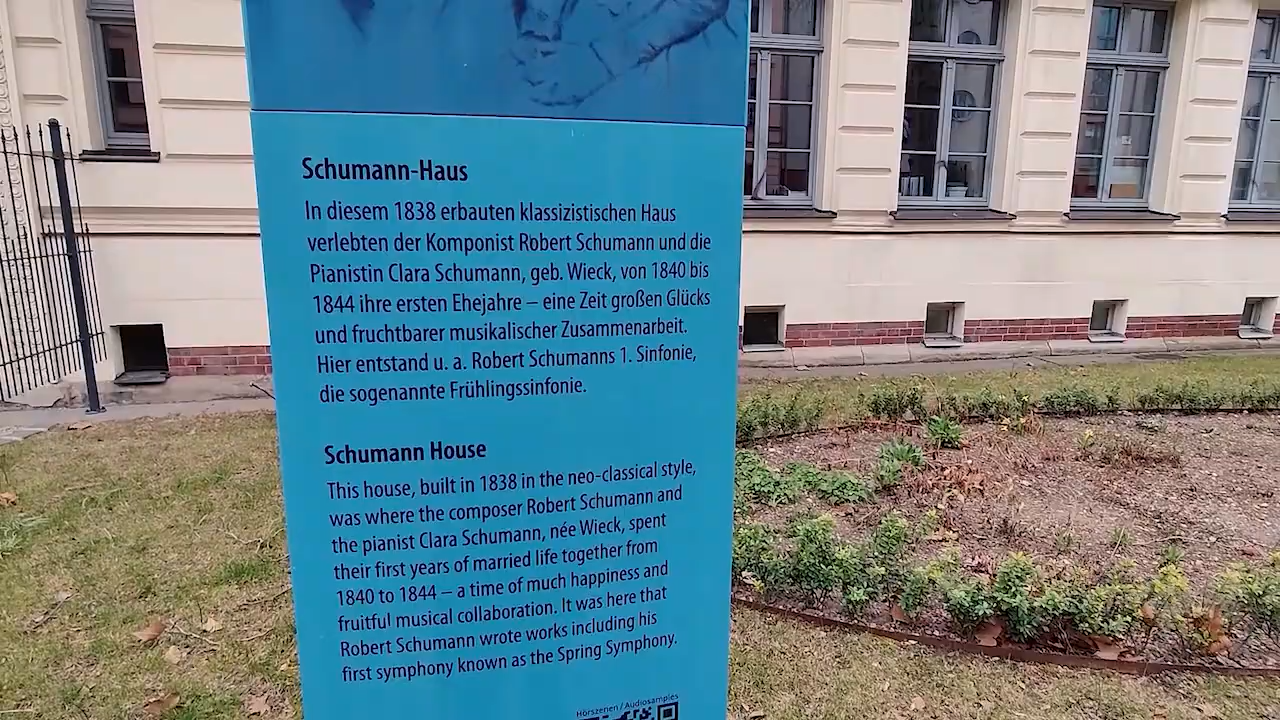 Schumann-Haus
In diesem 1838 erbauten klassizistischen Haus
verlebten der Komponist Robert Schumann und die
Pianistin Clara Schumann, geb. Wieck, von 1840 bis
1844 ihre ersten Ehejahre – eine Zeit großen Glücks
und fruchtbarer musikalischer Zusammenarbeit.
Hier entstand u. a. Robert Schumanns 1. Sinfonie,
die sogenannte Frühlingssinfonie.
Schumann House
This house, built in 1838 in the neo-classical style,
was where the composer Robert Schumann and
the pianist Clara Schumann, née Wieck, spent
their first years of married life together from
1840 to 1844 – a time of much happiness and
fruitful musical collaboration. It was here that
Robert Schumann wrote works including his
first symphony known as the Spring Symphony.
Hörszenen / Audiosamples